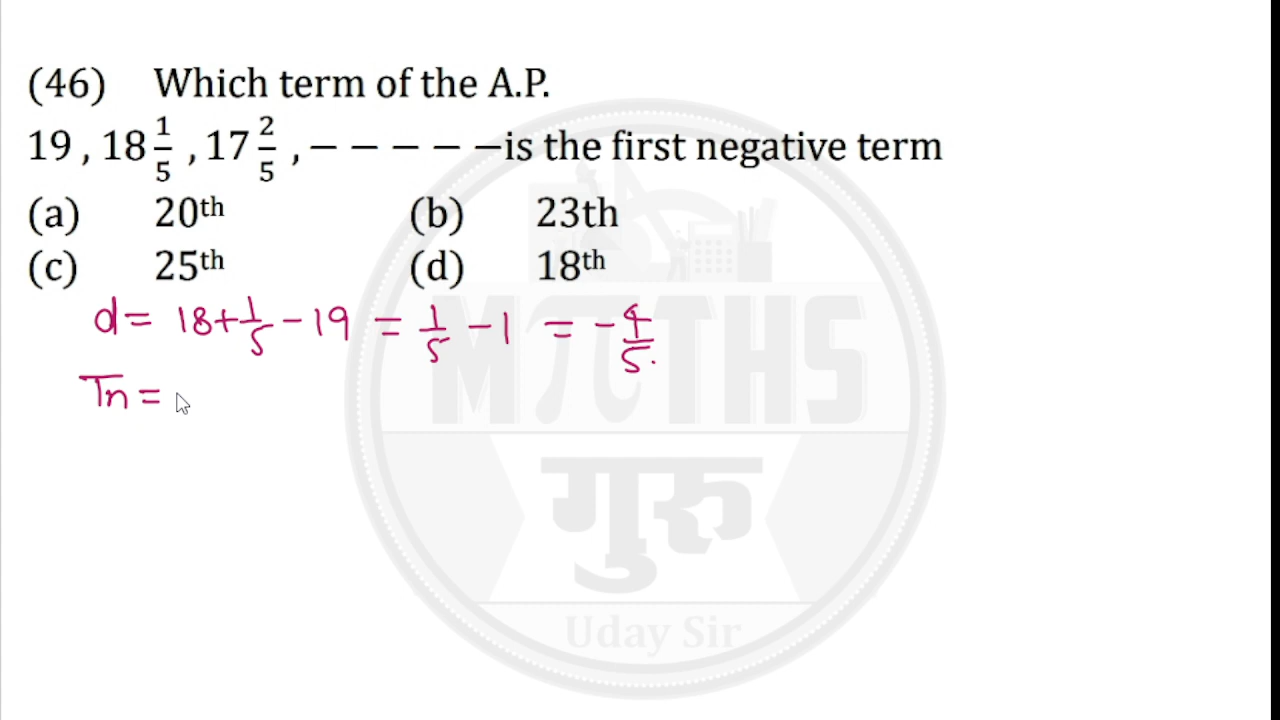 (46) Which term of the A.P.
19 , 18 1/5 , 17 2/5 , − − − − −is the first negative term
(a) 20th (b) 23th
(c) 25th (d) 18th
d = 18+1/5 −19 = 1/5 −1 = −4/5.
Tn =
MATHS
गुरू
Uday Sir